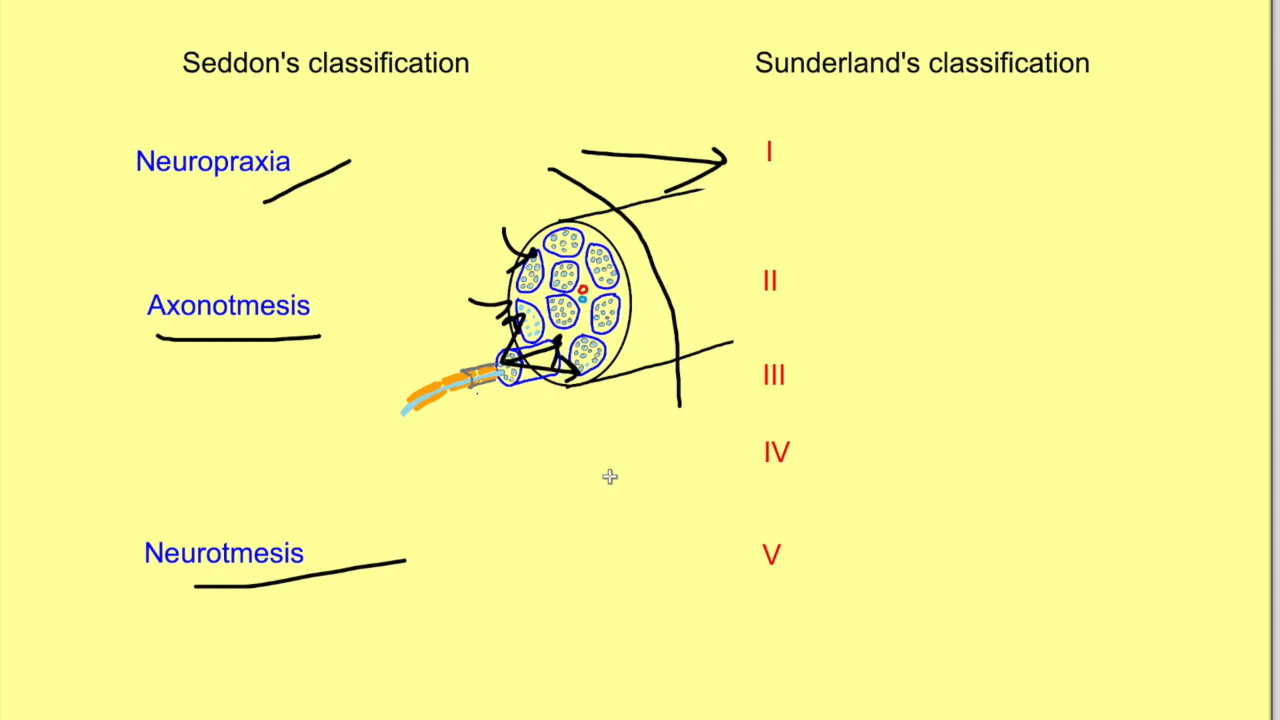 Seddon's classification
Sunderland's classification
Neuropraxia
I
Axonotmesis
II
III
IV
Neurotmesis
V